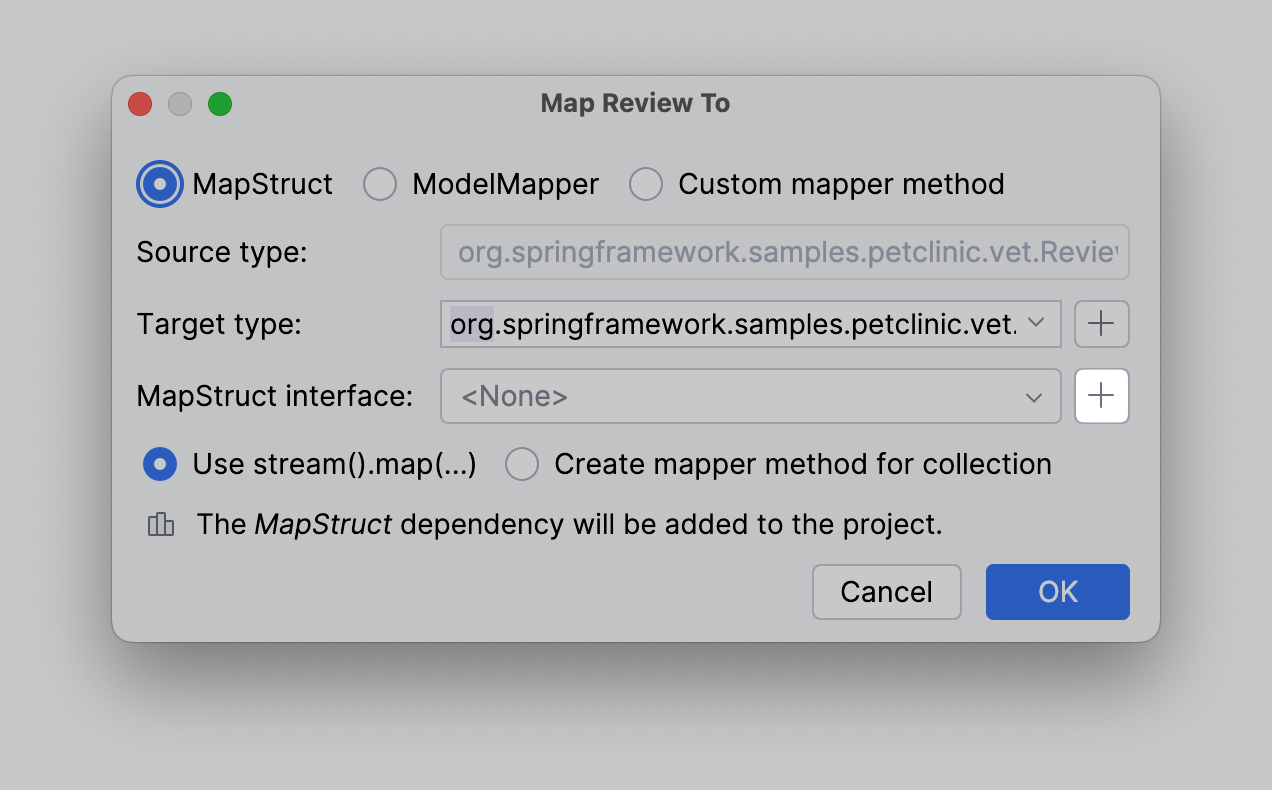 Map Review To
MapStruct ModelMapper Custom mapper method
Source type: org.springframework.samples.petclinic.vet.Review
Target type: org.springframework.samples.petclinic.vet.
MapStruct interface: <None>
Use stream().map(...) Create mapper method for collection
The MapStruct dependency will be added to the project.
Cancel OK